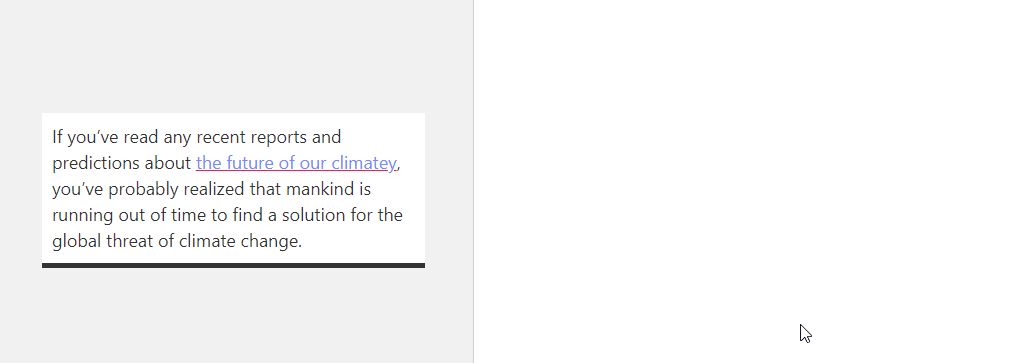 If you’ve read any recent reports and
predictions about the future of our climatey,
you’ve probably realized that mankind is
running out of time to find a solution for the
global threat of climate change.